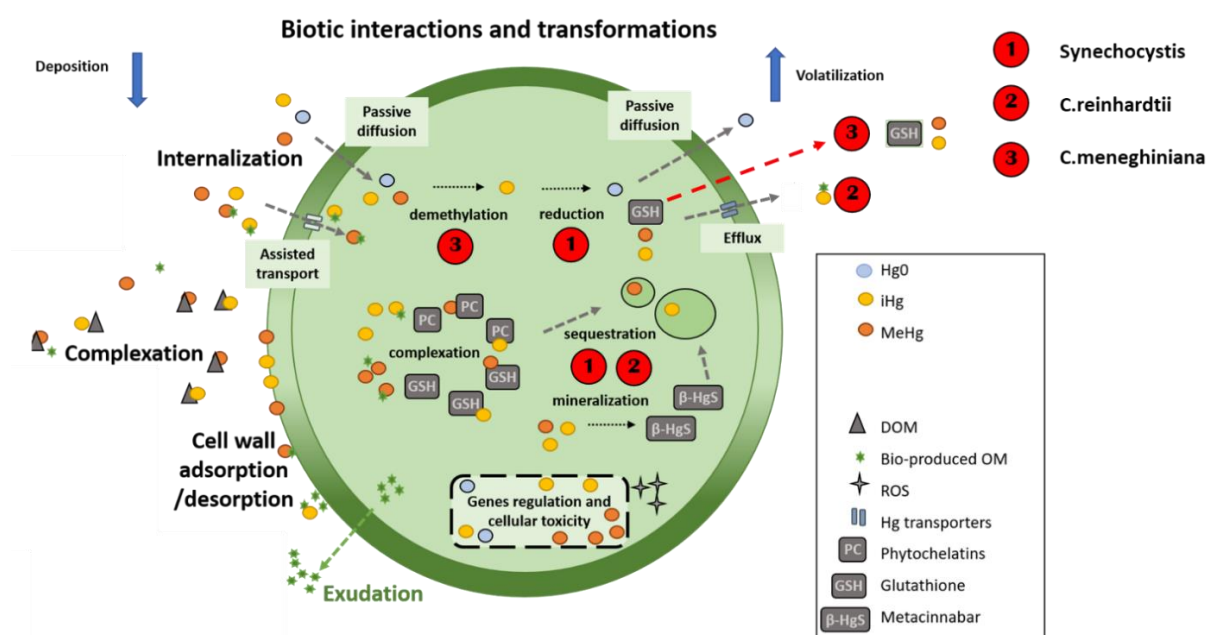 Biotic interactions and transformations
Deposition
Volatilization
1
Synechocystis
2
C.reinhardtii
3
C.meneghiniana
Passive
diffusion
Passive
diffusion
3
GSH
2
Internalization
demethylation
reduction
GSH
3
1
Efflux
Assisted
transport
Complexation
PC
PC
PC
complexation
GSH
GSH
GSH
sequestration
1
2
mineralization
β-HgS
β-HgS
Cell wall
adsorption
/desorption
Genes regulation and
cellular toxicity
Exudation
Hg0
iHg
MeHg
DOM
Bio-produced OM
ROS
Hg transporters
PC
Phytochelatins
GSH
Glutathione
β-HgS
Metacinnabar